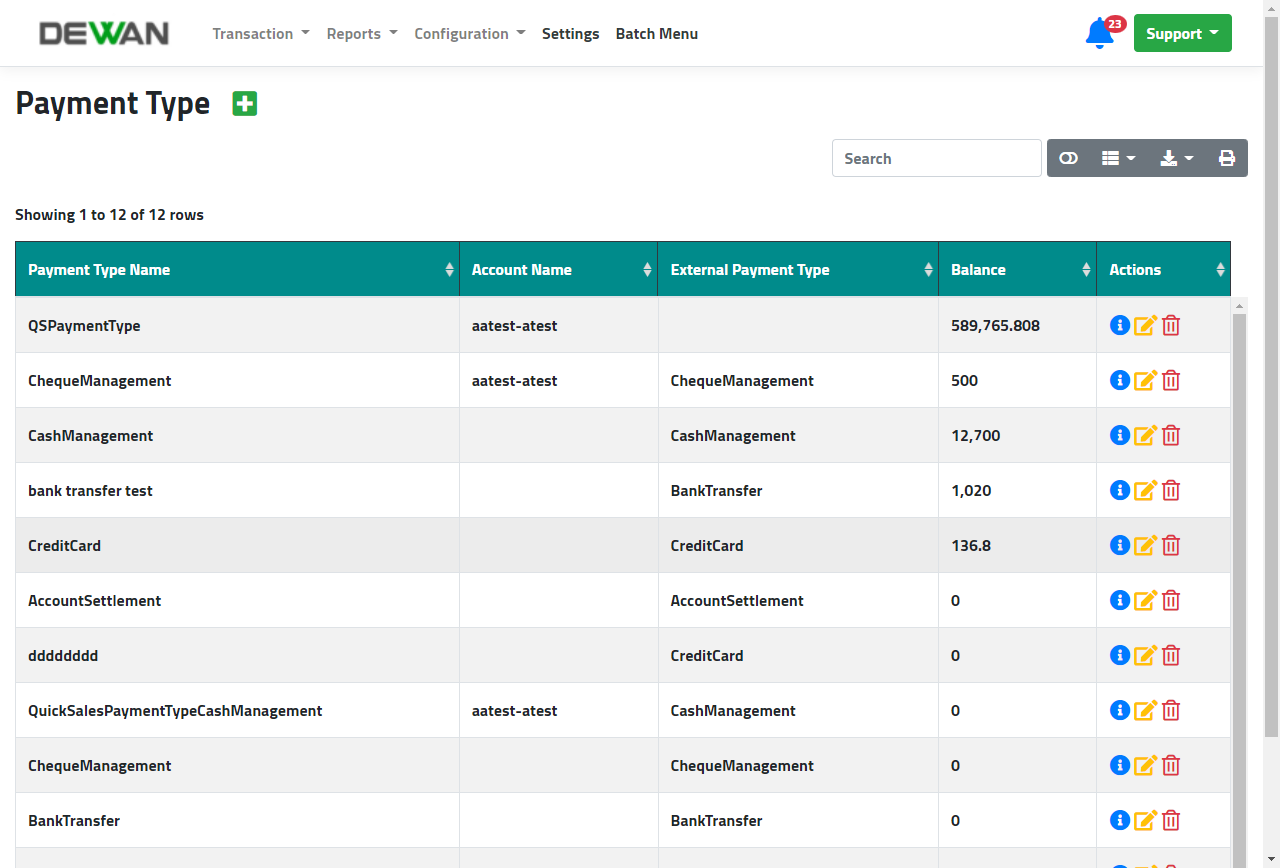 DEWAN Transaction Reports Configuration Settings Batch Menu 23 Support
Payment Type
Search
Showing 1 to 12 of 12 rows
Payment Type Name Account Name External Payment Type Balance Actions
QSPaymentType aatest-atest 589,765.808
ChequeManagement aatest-atest ChequeManagement 500
CashManagement CashManagement 12,700
bank transfer test BankTransfer 1,020
CreditCard CreditCard 136.8
AccountSettlement AccountSettlement 0
dddddddd CreditCard 0
QuickSalesPaymentTypeCashManagement aatest-atest CashManagement 0
ChequeManagement ChequeManagement 0
BankTransfer BankTransfer 0